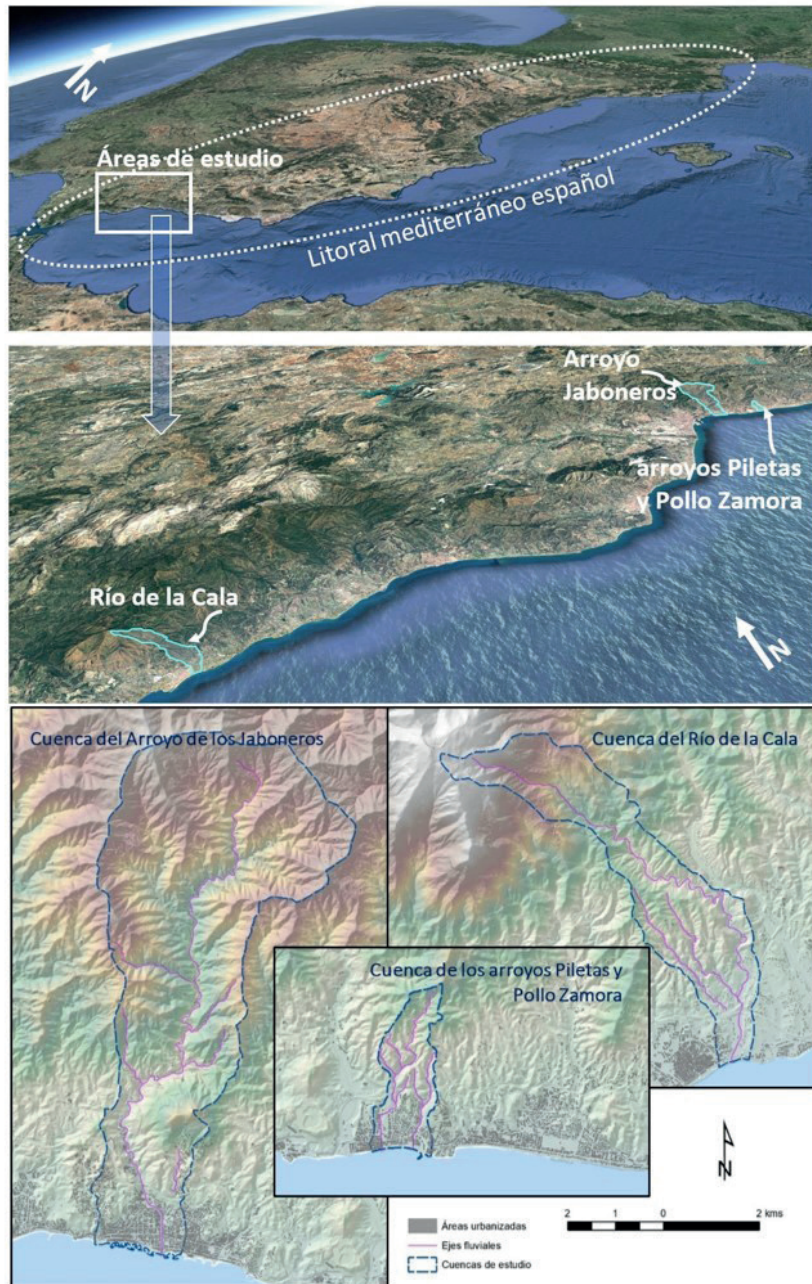 N
Áreas de estudio
Litoral mediterráneo español
Arroyo
Jaboneros
arroyos Piletas
y Pollo Zamora
Río de la Cala
N
Cuenca del Arroyo de los Jaboneros
Cuenca del Río de la Cala
Cuenca de los arroyos Piletas y
Pollo Zamora
N
Áreas urbanizadas
Ejes fluviales
Cuencas de estudio
2 1 0 2 kms